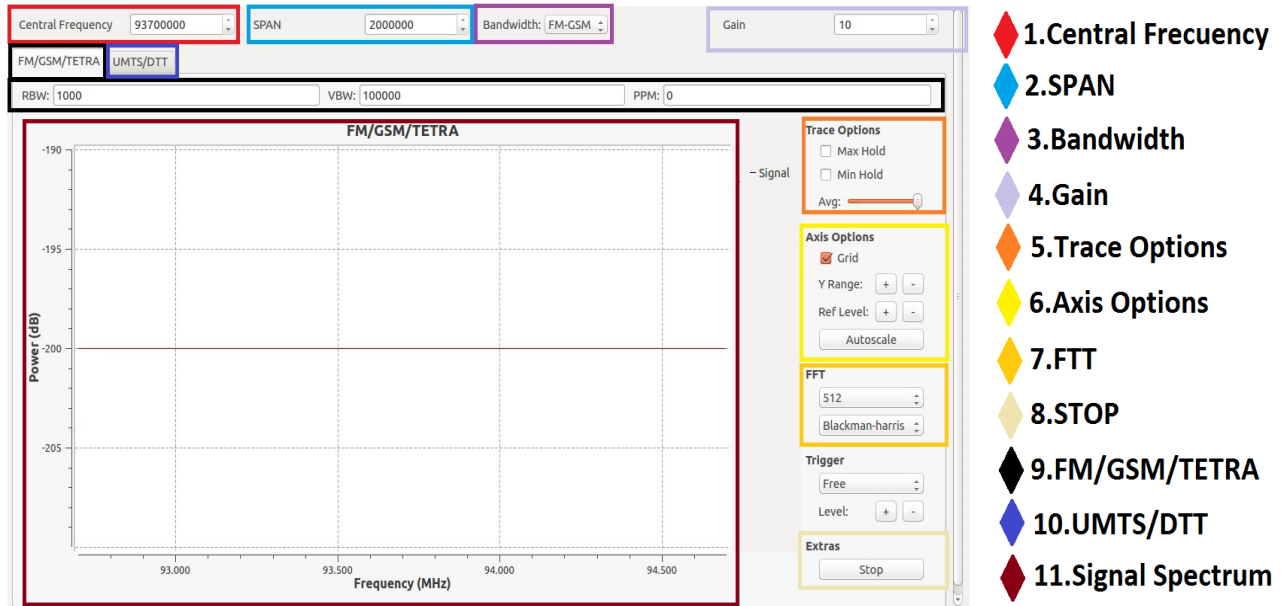 Central Frequency 93700000 SPAN 2000000 Bandwidth: FM-GSM Gain 10
FM/GSM/TETRA UMTS/DTT
RBW: 1000 VBW: 100000 PPM: 0
FM/GSM/TETRA
-190
-195
-200
-205
Power (dB)
93.000 93.500 94.000 94.500
Frequency (MHz)
Signal
Trace Options
Max Hold
Min Hold
Avg:
Axis Options
Grid
Y Range: + -
Ref Level: + -
Autoscale
FFT
512
Blackman-harris
Trigger
Free
Level: + -
Extras
Stop
1.Central Frecuency
2.SPAN
3.Bandwidth
4.Gain
5.Trace Options
6.Axis Options
7.FTT
8.STOP
9.FM/GSM/TETRA
10.UMTS/DTT
11.Signal Spectrum